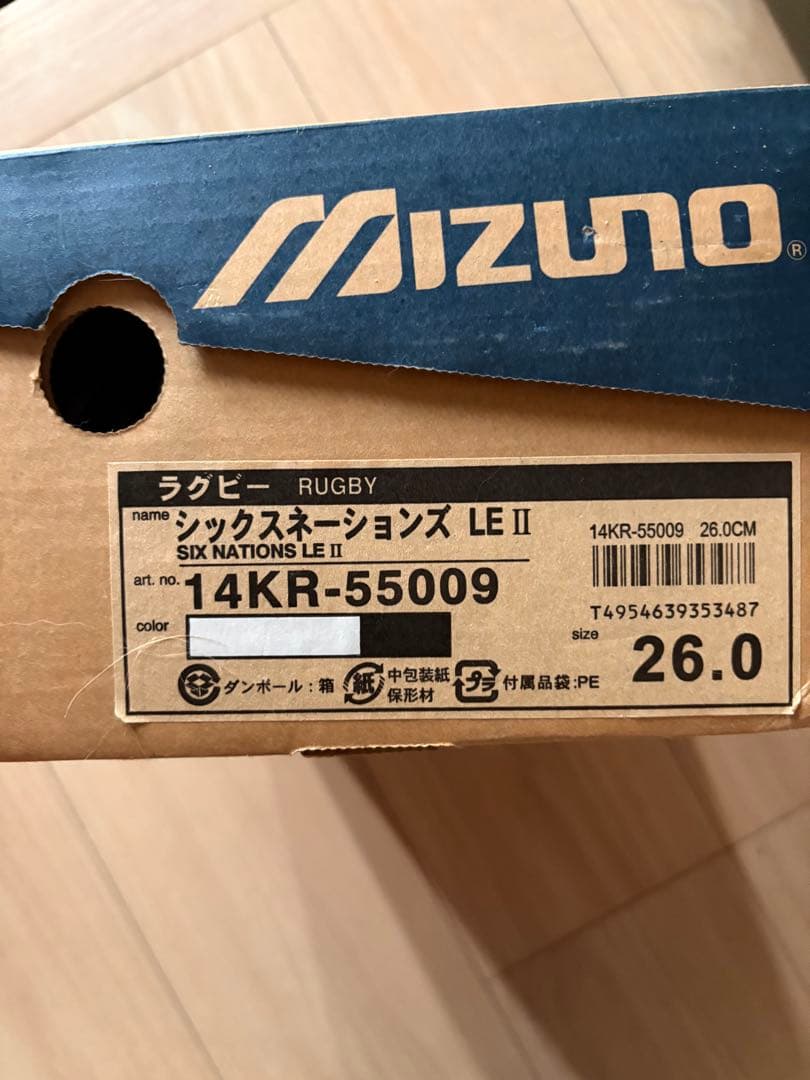 MIZUNO®
ラグビー RUGBY
name シックスネーションズ LE Ⅱ
SIX NATIONS LE Ⅱ
14KR-55009 26.0CM
art. no. 14KR-55009
T4954639353487
color
size 26.0
ダンボール:箱 紙 中包装紙 保形材 プラ 付属品袋:PE